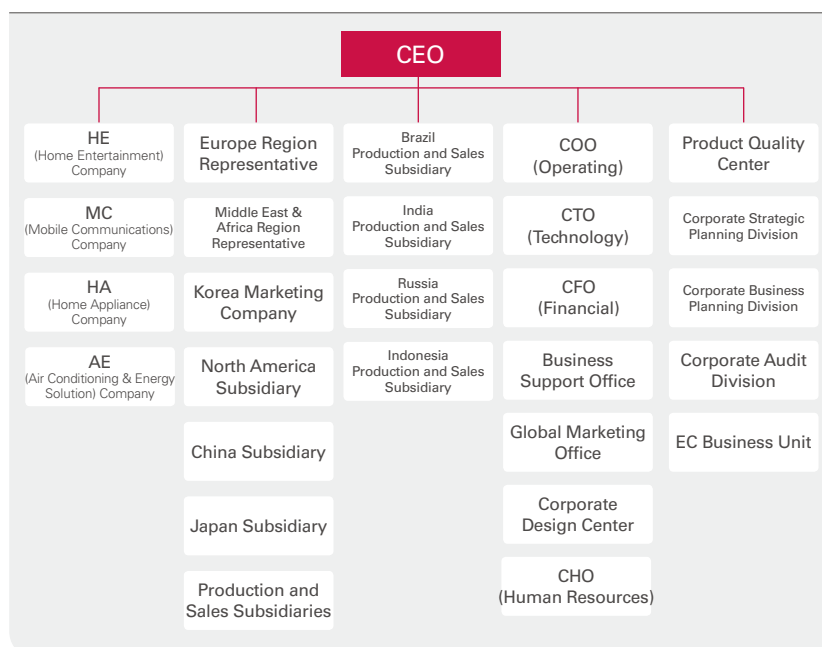 CEO
HE
(Home Entertainment)
Company
MC
(Mobile Communications)
Company
HA
(Home Appliance)
Company
AE
(Air Conditioning & Energy
Solution) Company
Europe Region
Representative
Middle East &
Africa Region
Representative
Korea Marketing
Company
North America
Subsidiary
China Subsidiary
Japan Subsidiary
Production and
Sales Subsidiaries
Brazil
Production and Sales
Subsidiary
India
Production and Sales
Subsidiary
Russia
Production and Sales
Subsidiary
Indonesia
Production and Sales
Subsidiary
COO
(Operating)
CTO
(Technology)
CFO
(Financial)
Business
Support Office
Global Marketing
Office
Corporate
Design Center
CHO
(Human Resources)
Product Quality
Center
Corporate Strategic
Planning Division
Corporate Business
Planning Division
Corporate Audit
Division
EC Business Unit